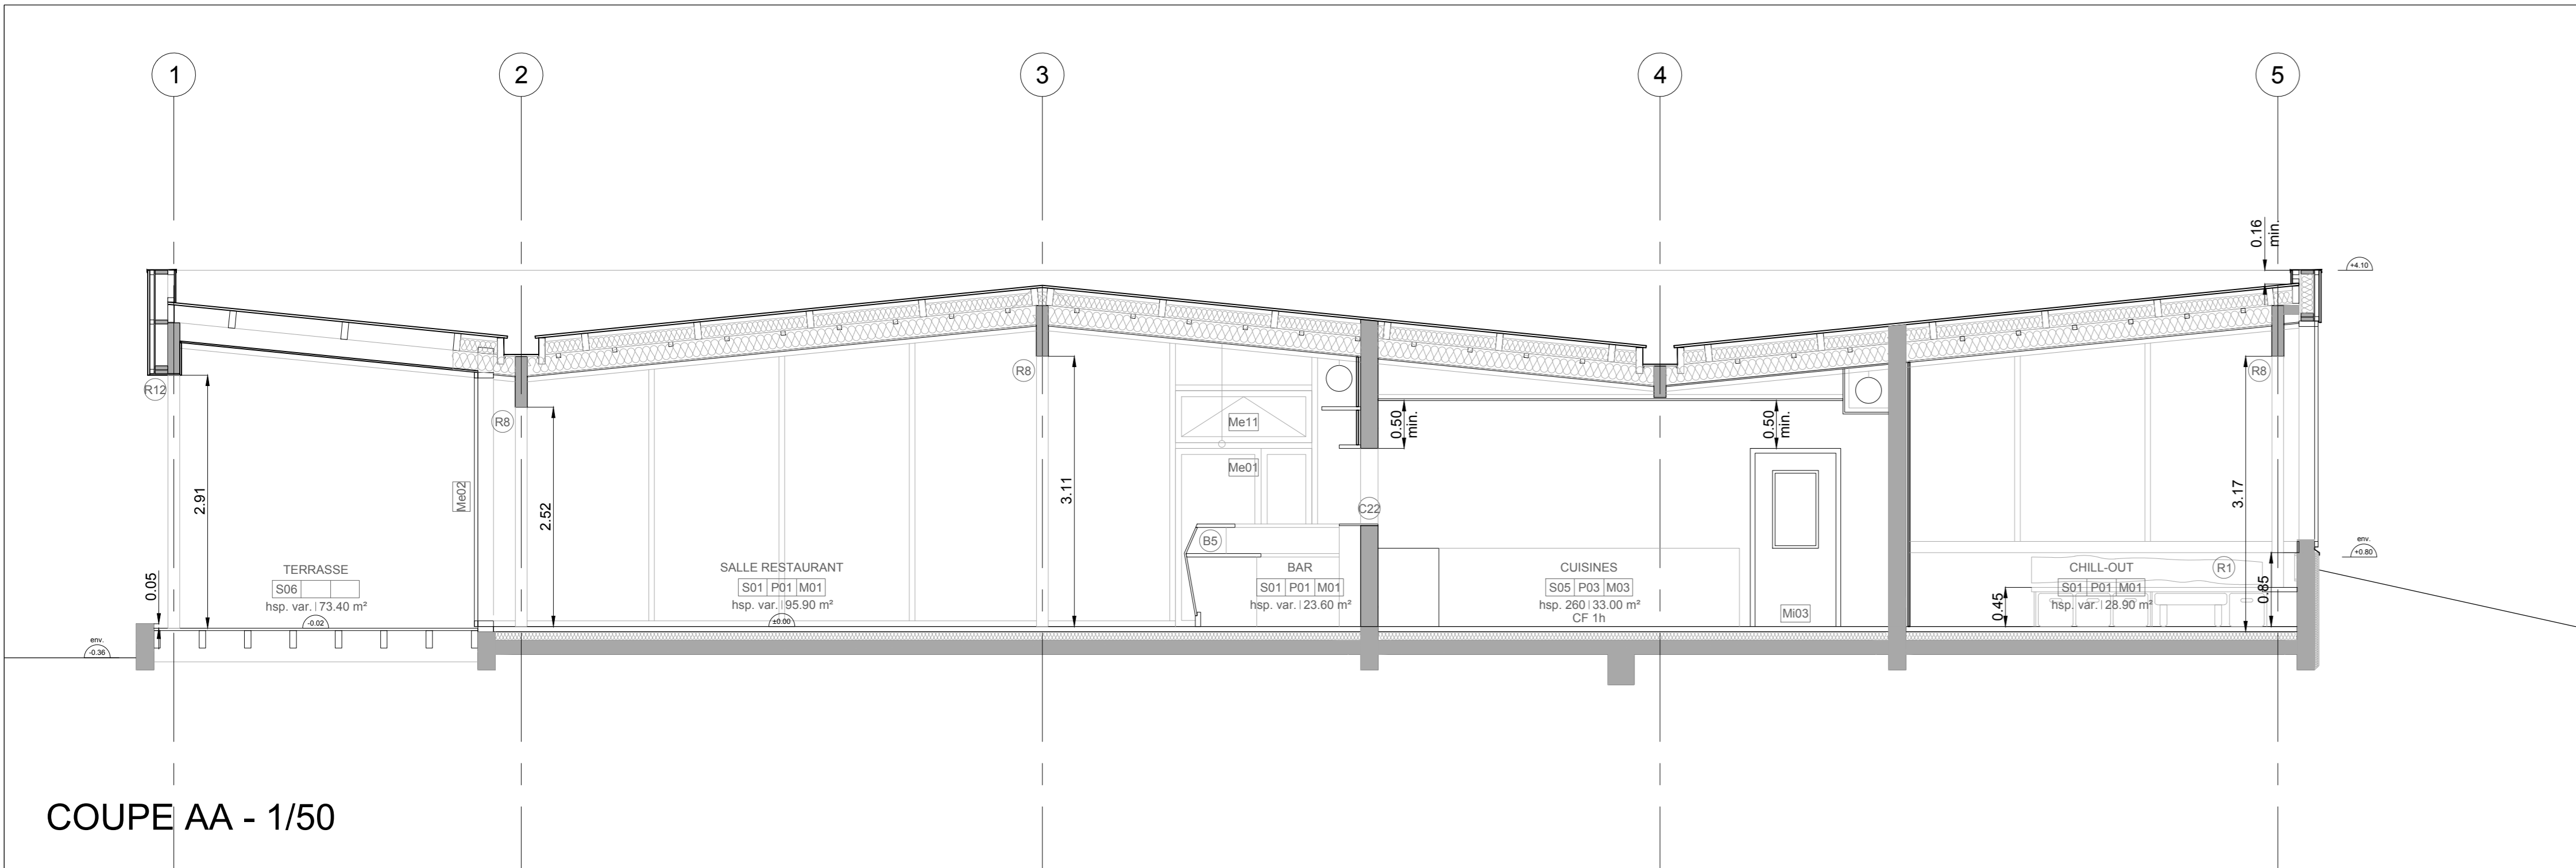 1
2
3
4
5
0.16
min.
+4.10
R12
R8
R8
R8
Me11
Me01
Me02
0.50
min.
0.50
min.
2.91
2.52
3.11
3.17
C22
B5
env.
+0.80
TERRASSE
S06
hsp. var. 73.40 m²
-0.02
0.05
env.
-0.36
SALLE RESTAURANT
S01 P01 M01
hsp. var. 95.90 m²
±0.00
BAR
S01 P01 M01
hsp. var. 23.60 m²
CUISINES
S05 P03 M03
hsp. 260 33.00 m²
CF 1h
Mi03
CHILL-OUT
S01 P01 M01
hsp. var. 28.90 m²
R1
0.45
0.85
COUPE AA - 1/50